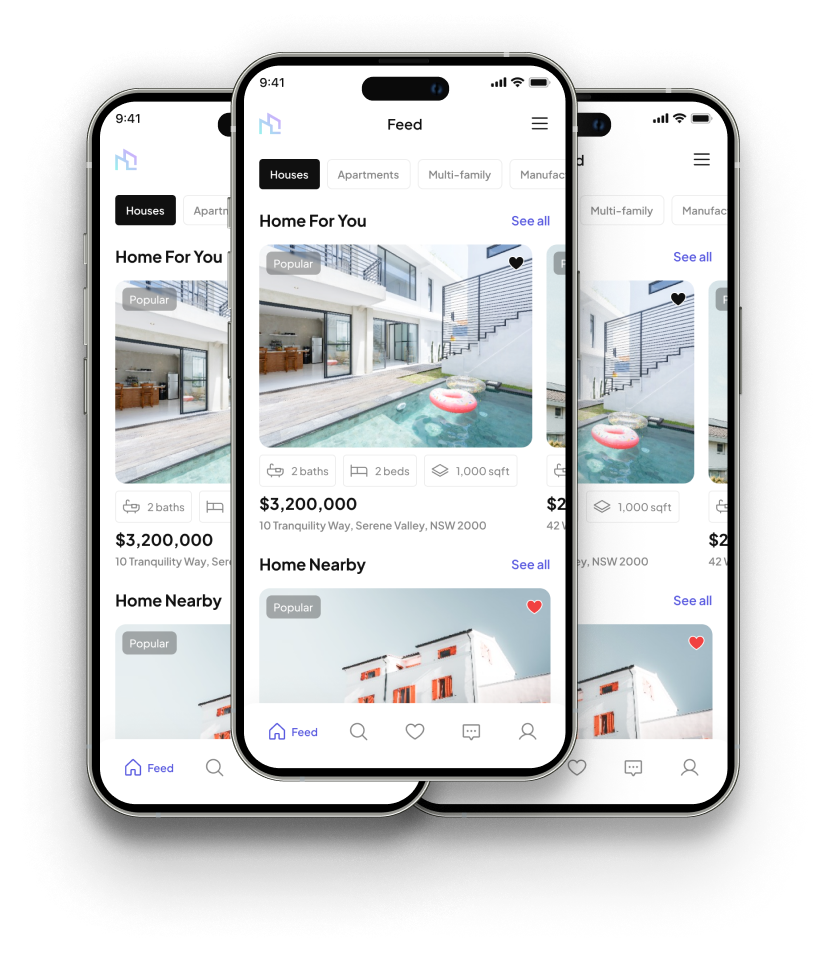 9:41
Feed
Houses
Apartments
Multi-family
Manufac
Home For You
See all
Popular
2 baths
2 beds
1,000 sqft
$3,200,000
10 Tranquility Way, Serene Valley, NSW 2000
$2
42 W
Home Nearby
See all
Popular
Feed
9:41
Houses
Apartn
Home For You
Popular
2 baths
$3,200,000
10 Tranquility Way, Ser
Home Nearby
Popular
Feed
d
Multi-family
Manufac
See all
1,000 sqft
$2
ey, NSW 2000
42 W
See all